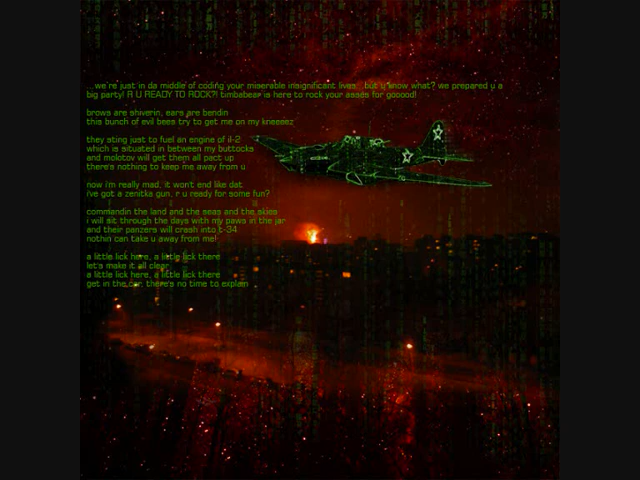 ...we're just in da middle of coding your miserable insignificant lives.. but u know what? we prepared u a
big party! R U READY TO ROCK?! timbabear is here to rock your asses for gooood!
brows are shiverin, ears are bendin
this bunch of evil bees try to get me on my kneeeez
they sting just to fuel an engine of il-2
which is situated in between my buttocks
and molotov will get them all pact up
there's nothing to keep me away from u
now i'm really mad, it won't end like dat
i've got a zenitka gun, r u ready for some fun?
commandin the land and the seas and the skies
i will sit through the days with my paws in the jar
and their panzers will crash into t-34
nothin can take u away from me!
a little lick here, a little lick there
let's make it all clear
a little lick here, a little lick there
get in the car, there's no time to explain